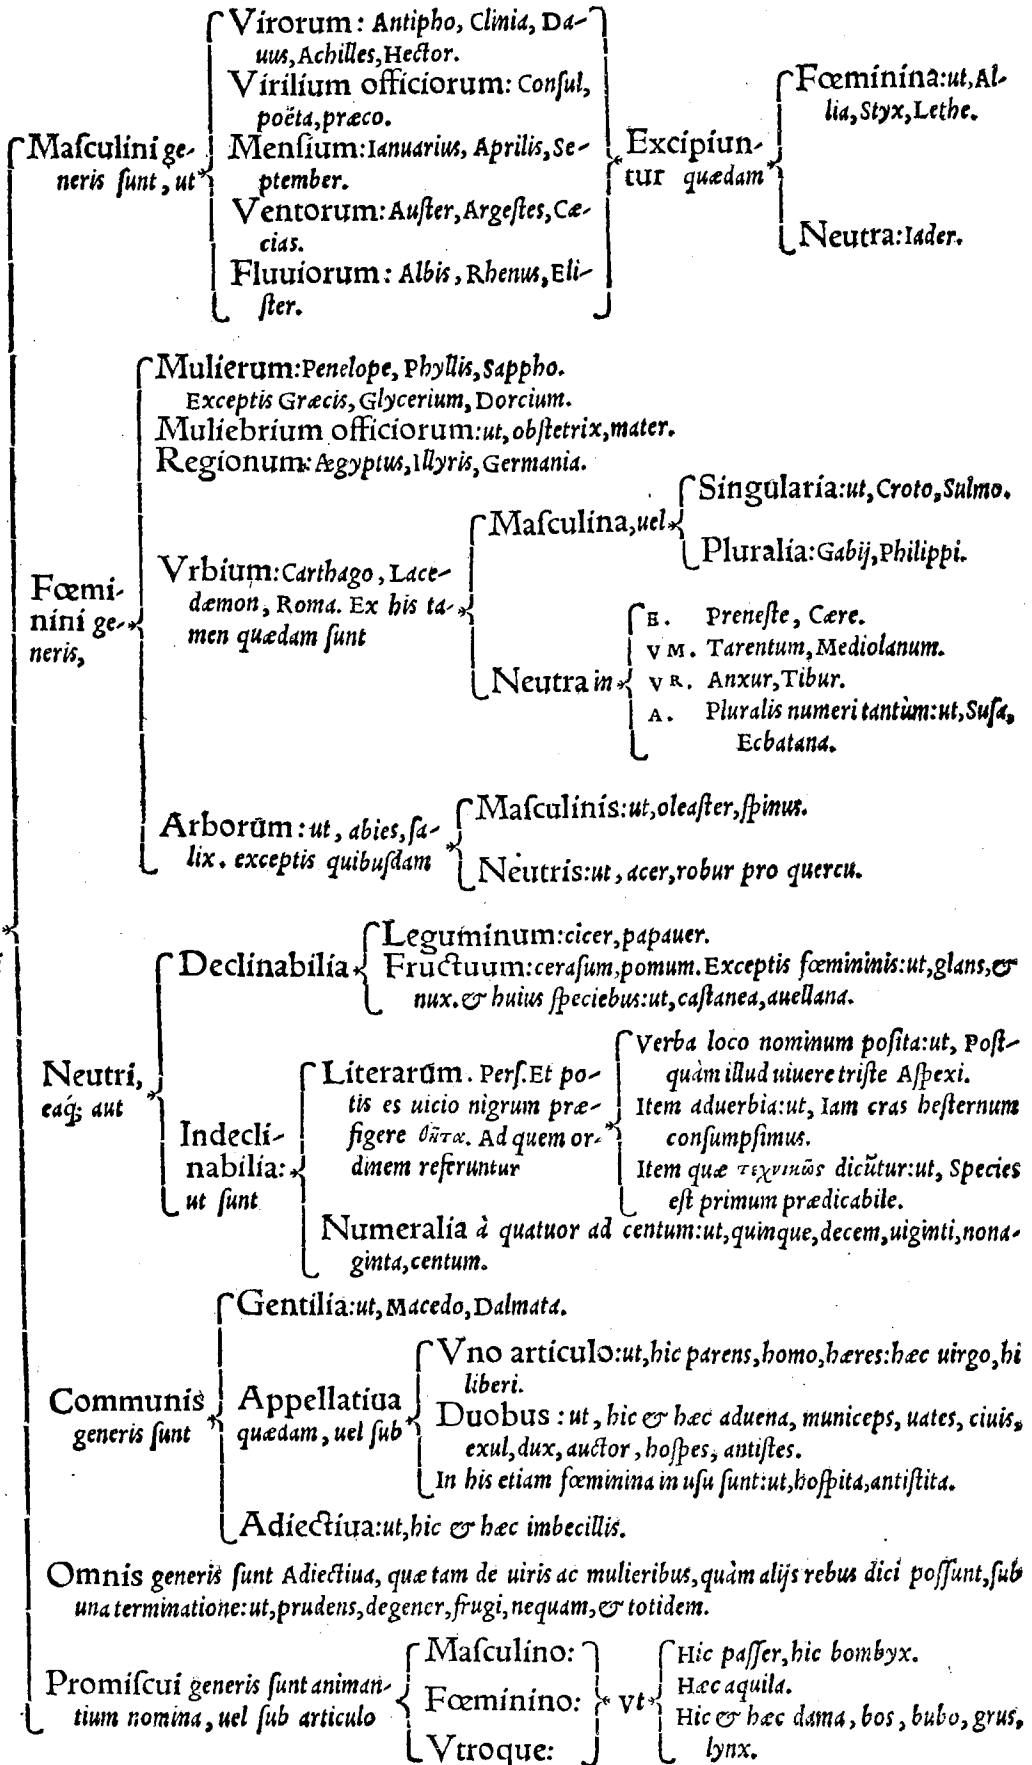 Virorum: Antipho, Clinia, Da-
uus, Achilles, Hector.
Virilium officiorum: Conſul,
poëta, præco.
Menſium: Ianuarius, Aprilis, Se-
ptember.
Ventorum: Auſter, Argeſtes, Cæ-
cias.
Fluuiorum: Albis, Rhenus, Eli-
ſter.
Maſculini ge-
neris ſunt, ut
Excipiun-
tur quædam
Fœminina: ut, Al-
lia, Styx, Lethe.
Neutra: Iader.
Mulierum: Penelope, Phyllis, Sappho.
Exceptis Græcis, Glycerium, Dorcium.
Muliebrium officiorum: ut, obſtetrix, mater.
Regionum: Ægyptus, Illyris, Germania.
Fœmi-
nini ge-
neris,
Vrbium: Carthago, Lace-
dæmon, Roma. Ex his ta-
men quædam ſunt
Maſculina, uel
Singularia: ut, Croto, Sulmo.
Pluralia: Gabij, Philippi.
Neutra in
E. Preneſte, Cære.
VM. Tarentum, Mediolanum.
VR. Anxur, Tibur.
A. Pluralis numeri tantùm: ut, Suſa,
Ecbatana.
Arborũm: ut, abies, ſa-
lix. exceptis quibuſdam
Maſculinis: ut, oleaſter, ſpinus.
Neutris: ut, acer, robur pro quercu.
Neutri,
eaq́; aut
Declinabilia
Leguminum: cicer, papauer.
Fructuum: ceraſum, pomum. Exceptis fœmininis: ut, glans, &
nux. & huius ſpeciebus: ut, caſtanea, auellana.
Indecli-
nabilia:
ut ſunt
Literarũm. Perſ. Et po-
tis es uicio nigrum præ-
figere θῆτα. Ad quem or-
dinem referuntur
Verba loco nominum poſita: ut, Poſt-
quàm illud uiuere triſte Aſpexi.
Item aduerbia: ut, Iam cras heſternum
conſumpſimus.
Item quæ τεχνικῶς dicũtur: ut, Species
eſt primum prædicabile.
Numeralia à quatuor ad centum: ut, quinque, decem, uiginti, nona-
ginta, centum.
Communis
generis ſunt
Gentilia: ut, Macedo, Dalmata.
Appellatiua
quædam, uel ſub
Vno articulo: ut, hic parens, homo, hæres: hæc uirgo, hi
liberi.
Duobus: ut, hic & hæc aduena, municeps, uates, ciuis,
exul, dux, auctor, hoſpes, antiſtes.
In his etiam fœminina in uſu ſunt: ut, hoſpita, antiſtita.
Adiectiua: ut, hic & hæc imbecillis.
Omnis generis ſunt Adiectiua, quæ tam de uiris ac mulieribus, quàm alijs rebus dici poſſunt, ſub
una terminatione: ut, prudens, degener, frugi, nequam, & totidem.
Promiſcui generis ſunt animan-
tium nomina, uel ſub articulo
Maſculino:
Fœminino:
Vtroque:
vt
Hic paſſer, hic bombyx.
Hæc aquila.
Hic & hæc dama, bos, bubo, grus,
lynx.